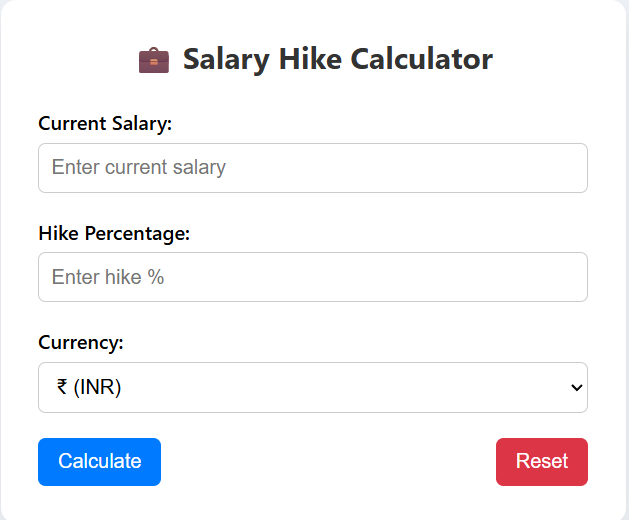 💼 Salary Hike Calculator
Current Salary:
Enter current salary
Hike Percentage:
Enter hike %
Currency:
₹ (INR)
Calculate
Reset